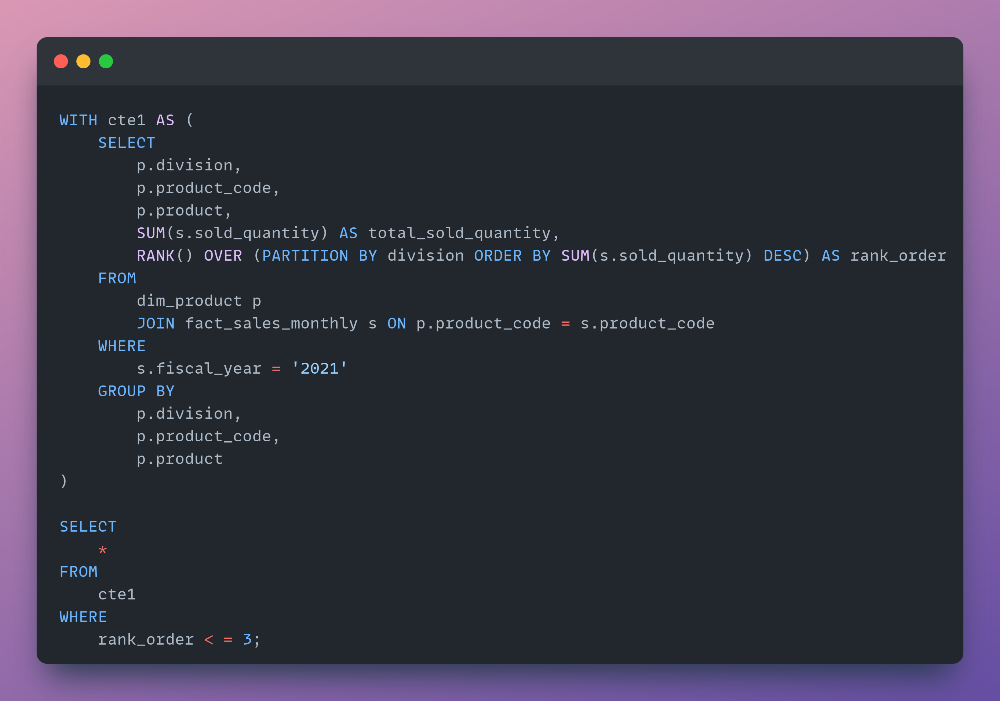 WITH cte1 AS (
    SELECT
        p.division,
        p.product_code,
        p.product,
        SUM(s.sold_quantity) AS total_sold_quantity,
        RANK() OVER (PARTITION BY division ORDER BY SUM(s.sold_quantity) DESC) AS rank_order
    FROM
        dim_product p
        JOIN fact_sales_monthly s ON p.product_code = s.product_code
    WHERE
        s.fiscal_year = '2021'
    GROUP BY
        p.division,
        p.product_code,
        p.product
)

SELECT
    *
FROM
    cte1
WHERE
    rank_order < = 3;